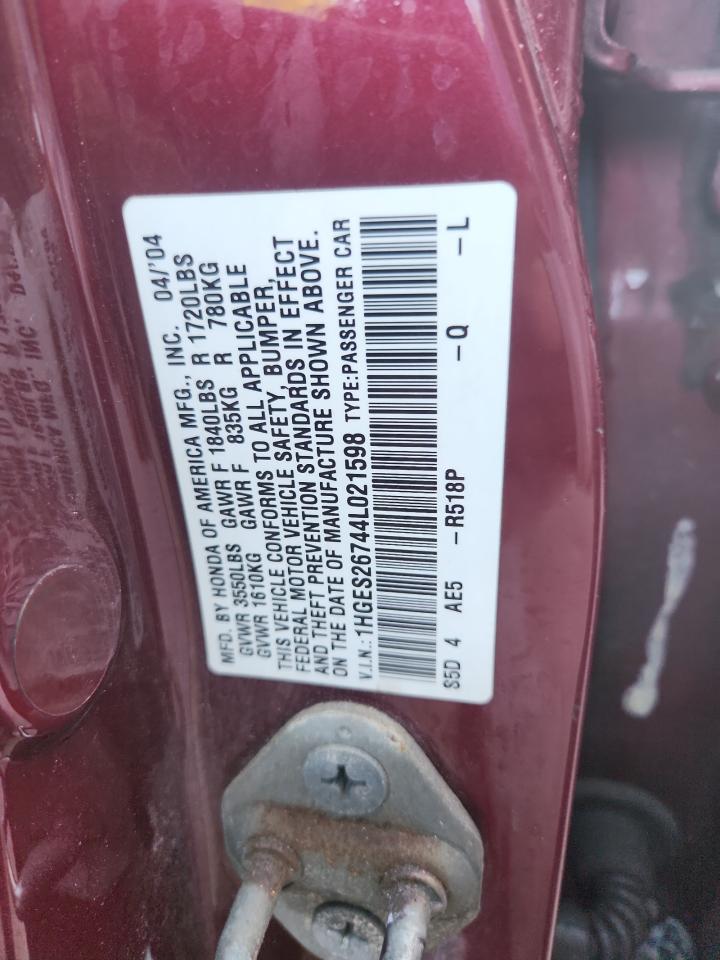 MFD. BY HONDA OF AMERICA MFG., INC. 04/'04
GVWR 3550LBS GAWR F 1840LBS R 1720LBS
GVWR 1610KG GAWR F 835KG R 780KG
THIS VEHICLE CONFORMS TO ALL APPLICABLE
FEDERAL MOTOR VEHICLE SAFETY, BUMPER,
AND THEFT PREVENTION STANDARDS IN EFFECT
ON THE DATE OF MANUFACTURE SHOWN ABOVE.
V.I.N.: 1HGES26744L021598 TYPE:PASSENGER CAR
S5D 4 AE5 -R518P -Q -L